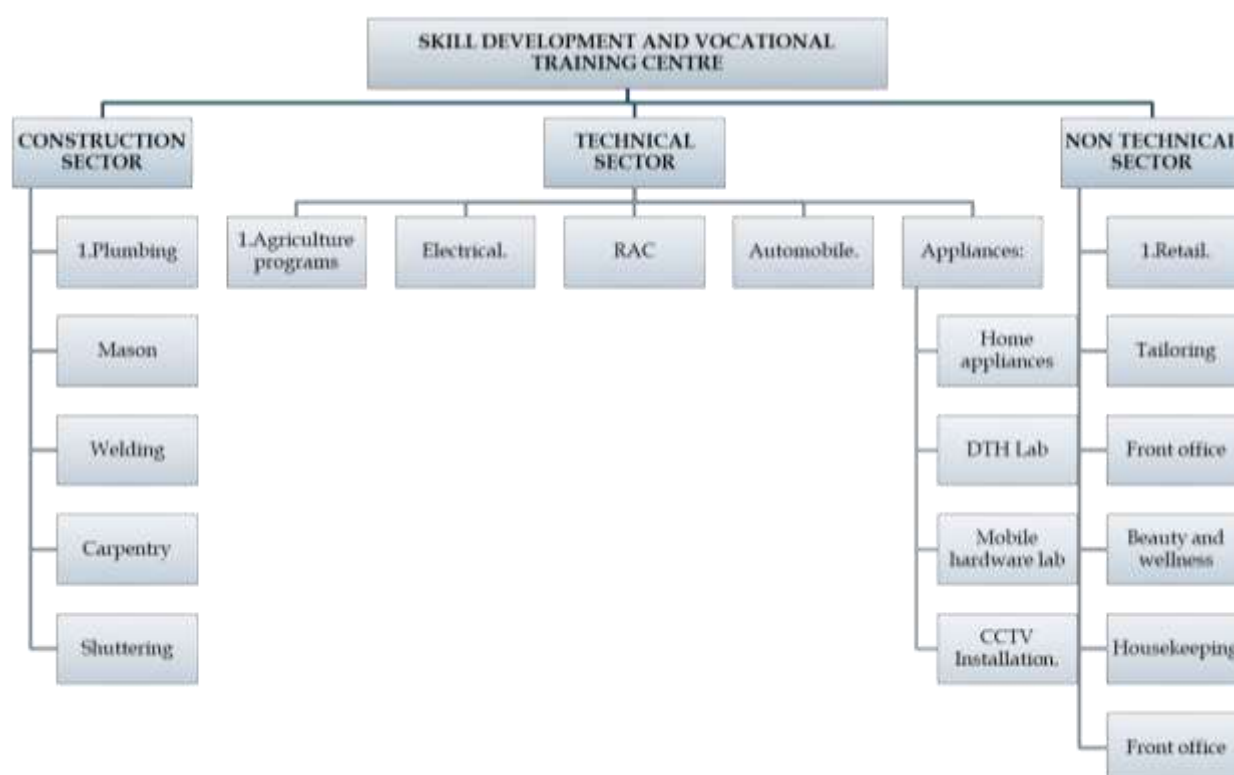 SKILL DEVELOPMENT AND VOCATIONAL
TRAINING CENTRE
CONSTRUCTION
SECTOR
1.Plumbing
Mason
Welding
Carpentry
Shuttering
TECHNICAL
SECTOR
1.Agriculture
programs
Electrical.
RAC
Automobile.
Appliances:
Home
appliances
DTH Lab
Mobile
hardware lab
CCTV
Installation.
NON TECHNICAL
SECTOR
1.Retail.
Tailoring
Front office
Beauty and
wellness
Housekeeping
Front office